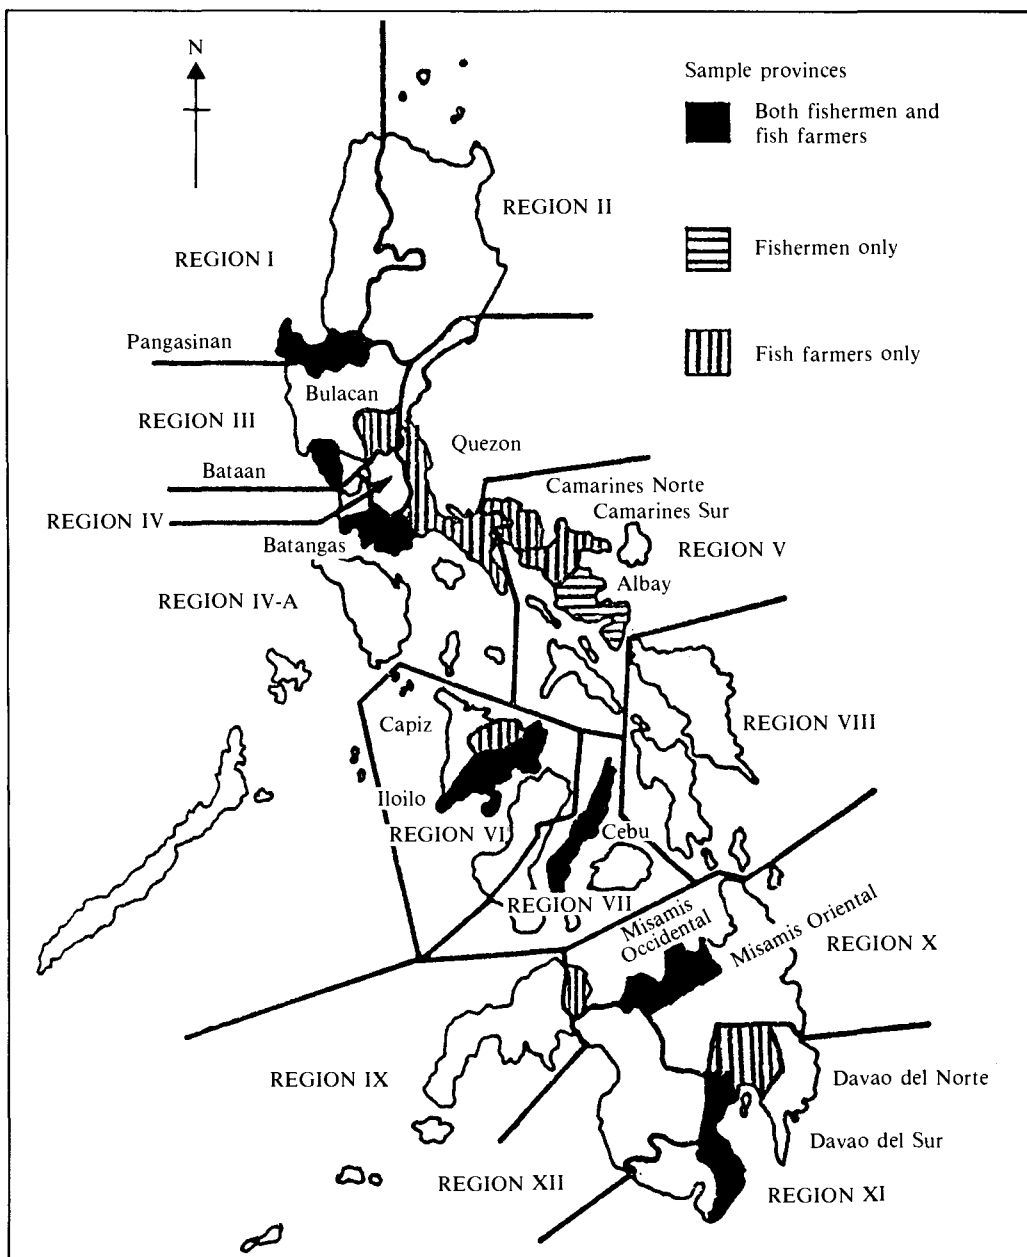 N
Sample provinces
Both fishermen and
fish farmers
Fishermen only
Fish farmers only
REGION II
REGION I
Pangasinan
Bulacan
REGION III
Quezon
Bataan
Camarines Norte
Camarines Sur
REGION IV
Batangas
REGION V
Albay
REGION IV-A
Capiz
REGION VIII
Iloilo
REGION VI
Cebu
REGION VII
Misamis
Occidental
Misamis Oriental
REGION X
REGION IX
Davao del Norte
Davao del Sur
REGION XII
REGION XI